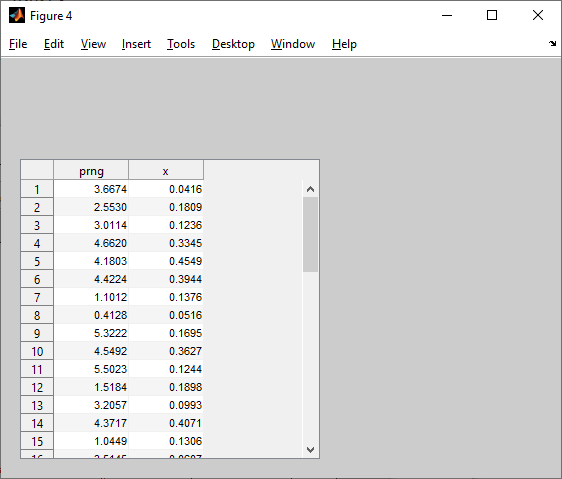 Figure 4
File Edit View Insert Tools Desktop Window Help
prng x
1 3.6674 0.0416
2 2.5530 0.1809
3 3.0114 0.1236
4 4.6620 0.3345
5 4.1803 0.4549
6 4.4224 0.3944
7 1.1012 0.1376
8 0.4128 0.0516
9 5.3222 0.1695
10 4.5492 0.3627
11 5.5023 0.1244
12 1.5184 0.1898
13 3.2057 0.0993
14 4.3717 0.4071
15 1.0449 0.1306